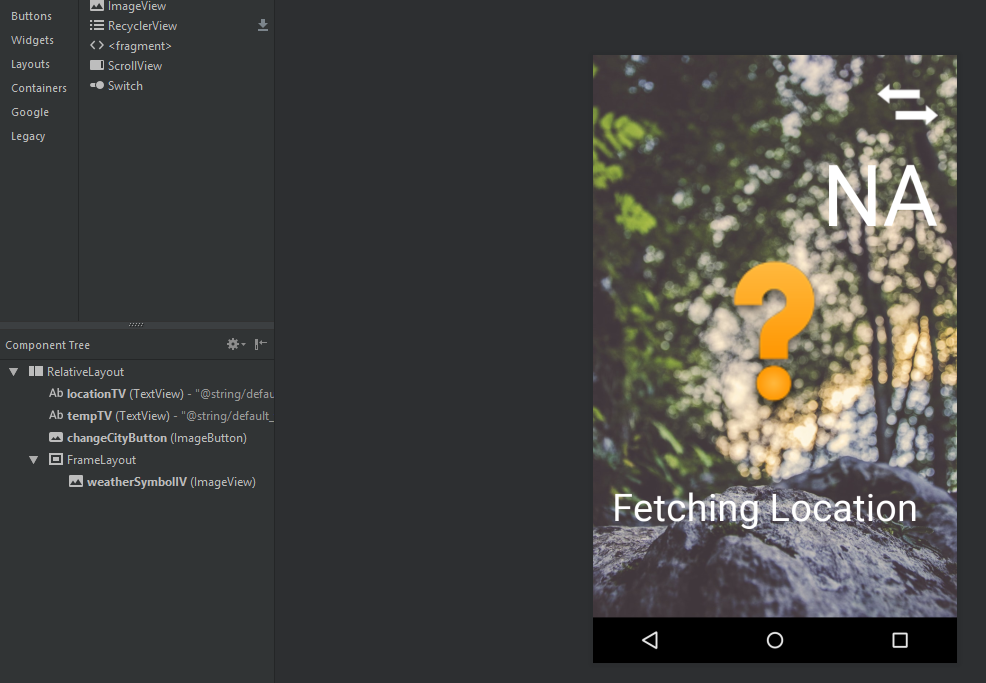 Buttons
Widgets
Layouts
Containers
Google
Legacy
ImageView
RecyclerView
<fragment>
ScrollView
Switch
Component Tree
RelativeLayout
Ab locationTV (TextView) - "@string/defau
Ab tempTV (TextView) - "@string/default_
changeCityButton (ImageButton)
FrameLayout
weatherSymbolIV (ImageView)
NA
?
Fetching Location